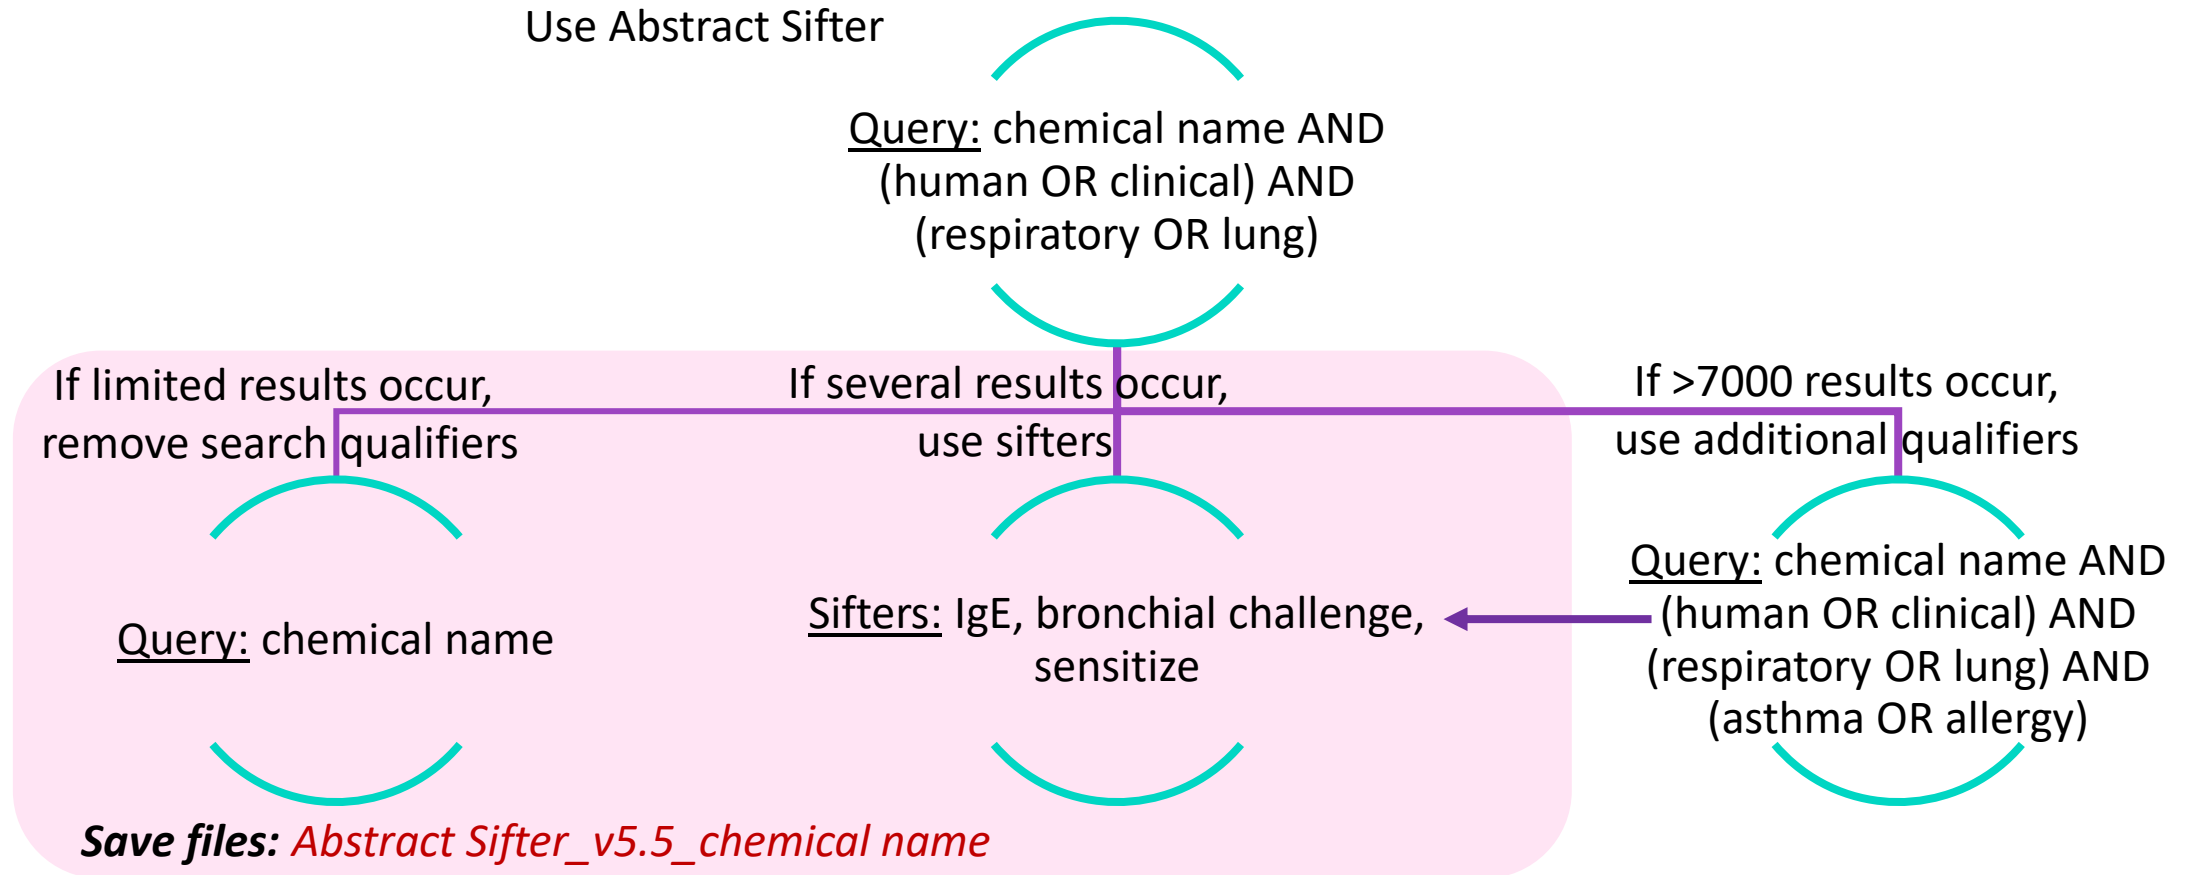 Use Abstract Sifter
Query: chemical name AND
(human OR clinical) AND
(respiratory OR lung)
If limited results occur,
remove search qualifiers
If several results occur,
use sifters
If >7000 results occur,
use additional qualifiers
Query: chemical name
Sifters: IgE, bronchial challenge,
sensitize
Query: chemical name AND
(human OR clinical) AND
(respiratory OR lung) AND
(asthma OR allergy)
Save files: Abstract Sifter_v5.5_chemical name